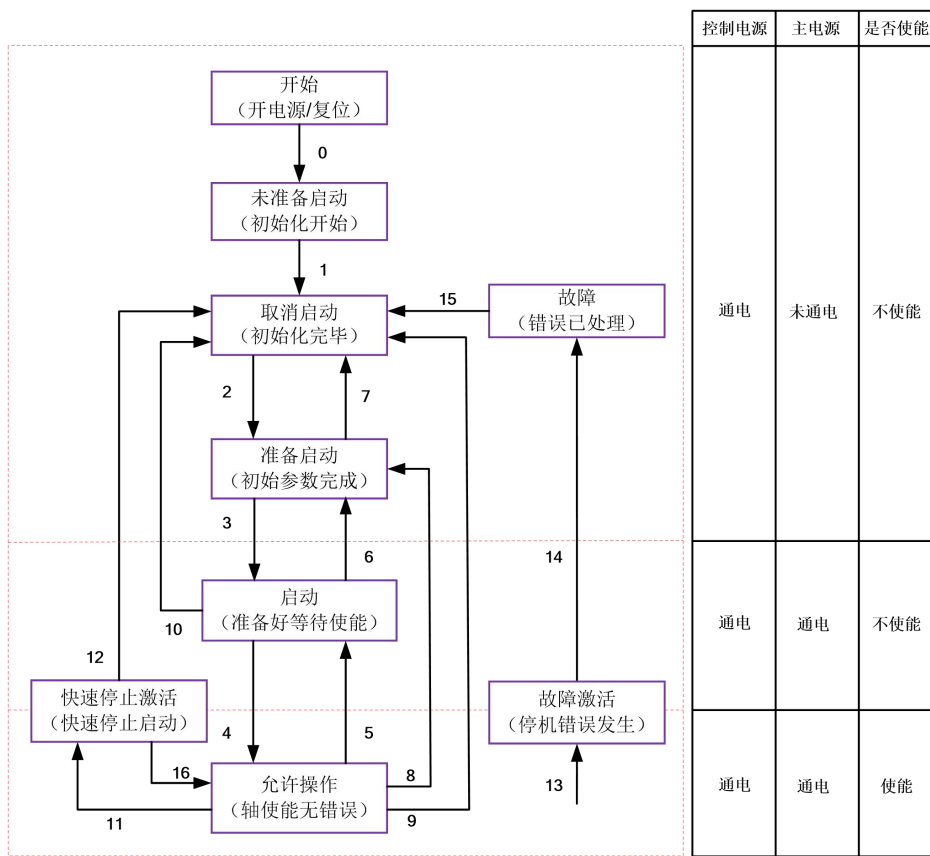 控制电源 主电源 是否使能
开始
（开电源/复位）
0
未准备启动
（初始化开始）
1
取消启动
（初始化完毕）
15
故障
（错误已处理）
通电 未通电 不使能
2
7
准备启动
（初始参数完成）
3
6
14
启动
（准备好等待使能）
10
通电 通电 不使能
12
快速停止激活
（快速停止启动）
4
5
故障激活
（停机错误发生）
16
允许操作
（轴使能无错误）
8
13
通电 通电 使能
11
9